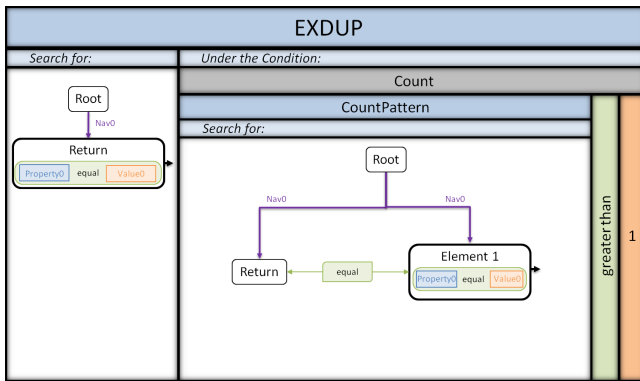 EXDUP
Search for:
Under the Condition:
Count
CountPattern
Search for:
greater than
1
Root
Nav0
Return
Property0 equal Value0
Root
Nav0 Nav0
Return
equal
Element 1
Property0 equal Value0